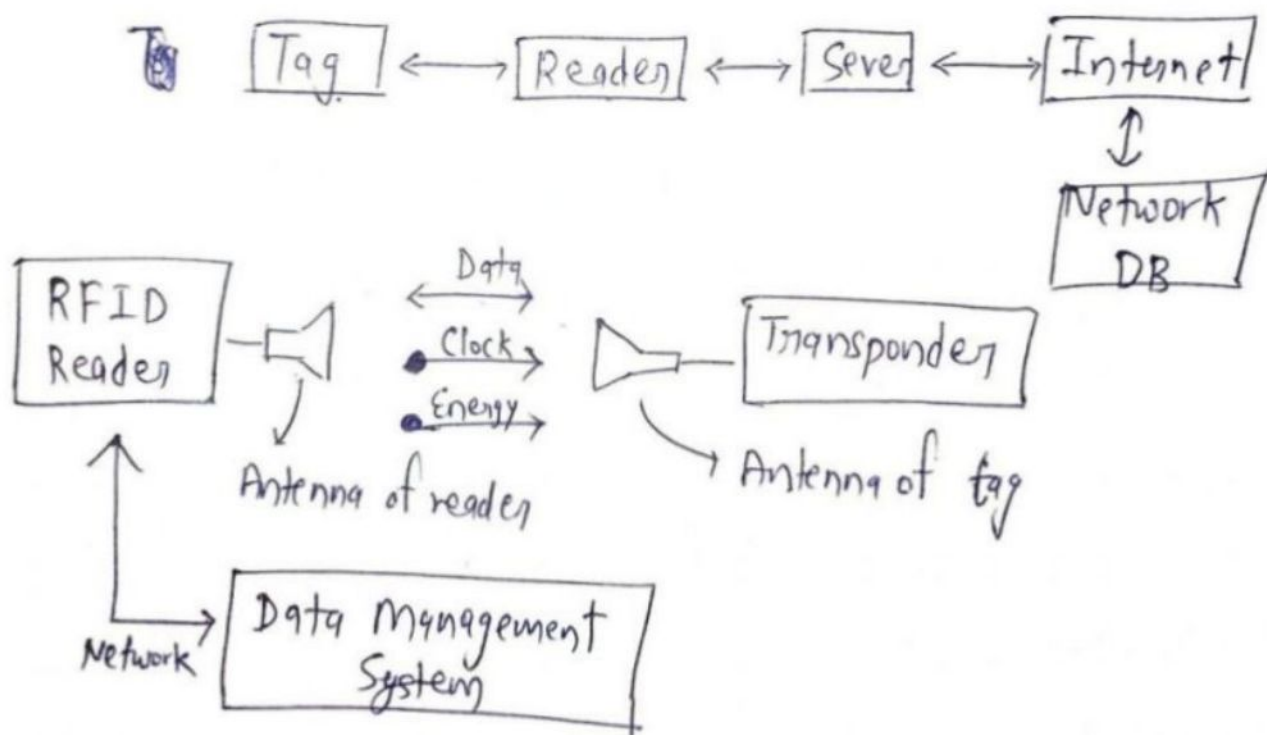 Tag
Reader
Sever
Internet
Network
DB
RFID
Reader
Data
Clock
Energy
Transponder
Antenna of reader
Antenna of tag
Network
Data Management
System